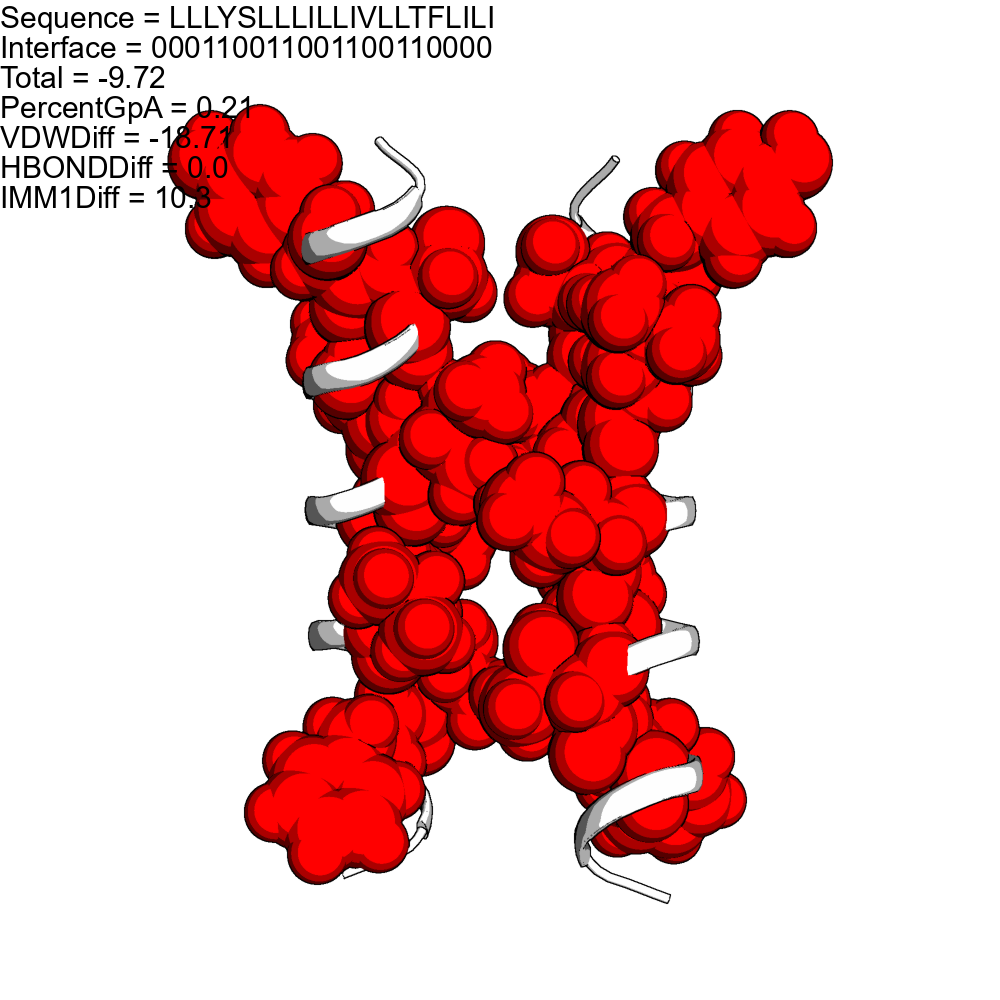 Sequence = LLLYSLLLILLIVLLTFLILI
Interface = 000110011001100110000
Total = -9.72
PercentGpA = 0.21
VDWDiff = -18.71
HBONDDiff = 0.0
IMM1Diff = 10.3